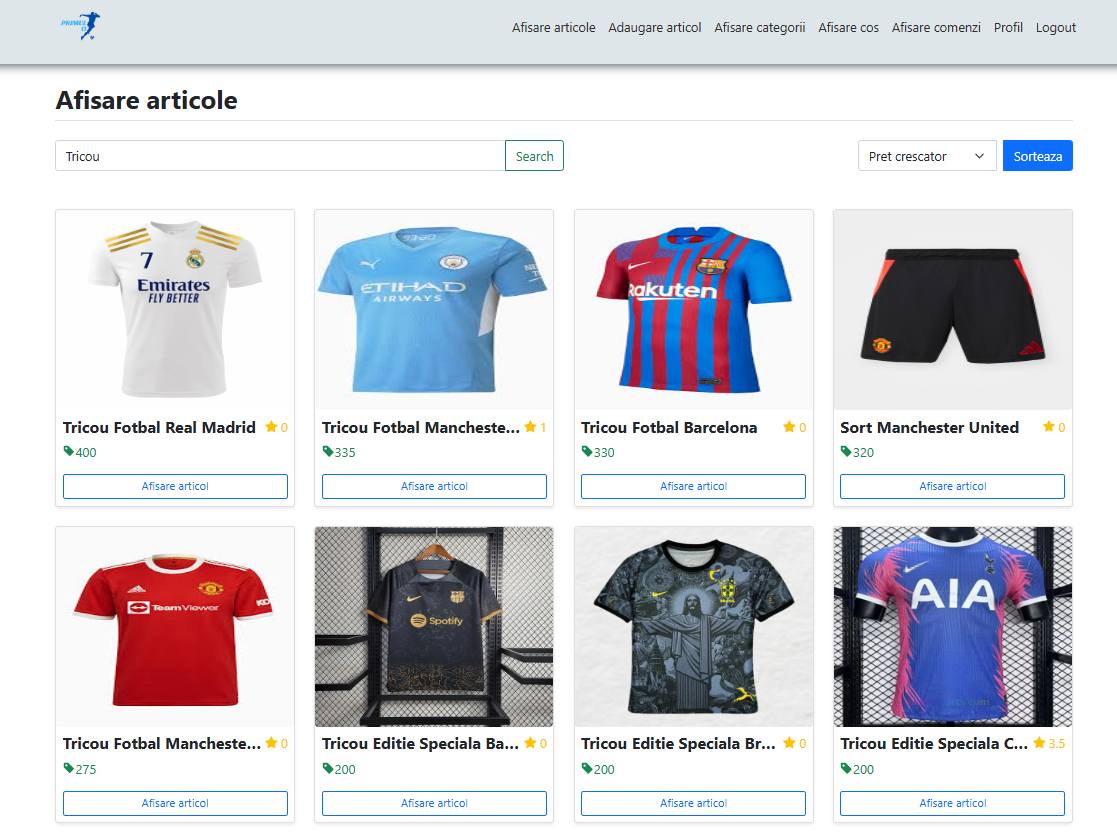 PRIMUL
Afisare articole Adaugare articol Afisare categorii Afisare cos Afisare comenzi Profil Logout
Afisare articole
Tricou Search Pret crescator Sorteaza
7
Emirates
FLY BETTER
ETIHAD
AIRWAYS
Rakuten
Tricou Fotbal Real Madrid 0
400
Afisare articol
Tricou Fotbal Mancheste... 1
335
Afisare articol
Tricou Fotbal Barcelona 0
330
Afisare articol
Sort Manchester United 0
320
Afisare articol
TeamViewer
Spotify
AIA
Tricou Fotbal Mancheste... 0
275
Afisare articol
Tricou Editie Speciala Ba... 0
200
Afisare articol
Tricou Editie Speciala Br... 0
200
Afisare articol
Tricou Editie Speciala C... 3.5
200
Afisare articol